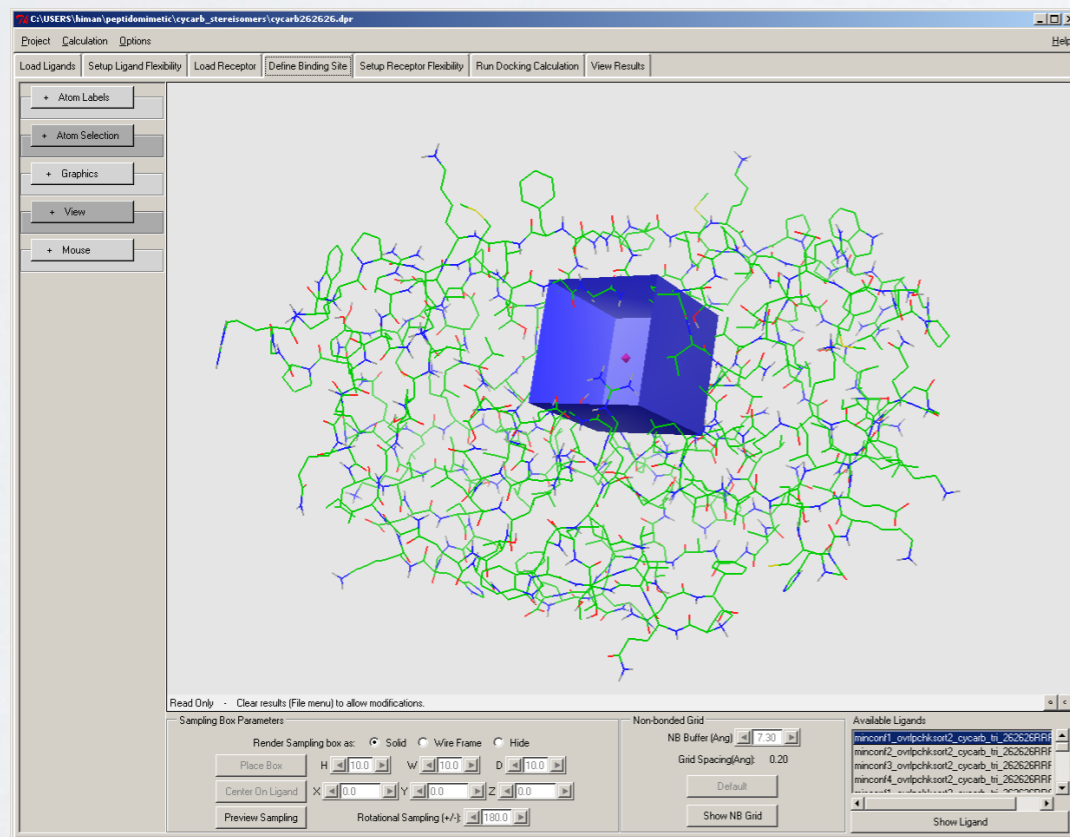 C:\USERS\himan\peptidomimetic\cycarb_stereisomers\cycarb262626.dpr
Project Calculation Options Help
Load Ligands Setup Ligand Flexibility Load Receptor Define Binding Site Setup Receptor Flexibility Run Docking Calculation View Results
+ Atom Labels
+ Atom Selection
+ Graphics
+ View
+ Mouse
Read Only - Clear results (File menu) to allow modifications.
Sampling Box Parameters
Render Sampling box as: Solid Wire Frame Hide
Place Box H 10.0 W 10.0 D 10.0
Center On Ligand X 0.0 Y 0.0 Z 0.0
Preview Sampling Rotational Sampling (+/-): 180.0
Non-bonded Grid
NB Buffer (Ang) 7.30
Grid Spacing(Ang): 0.20
Default
Show NB Grid
Available Ligands
minconf1_ovrlpchksort2_cycarb_tri_262626RRF
minconf2_ovrlpchksort2_cycarb_tri_262626RRF
minconf3_ovrlpchksort2_cycarb_tri_262626RRF
minconf4_ovrlpchksort2_cycarb_tri_262626RRF
Show Ligand